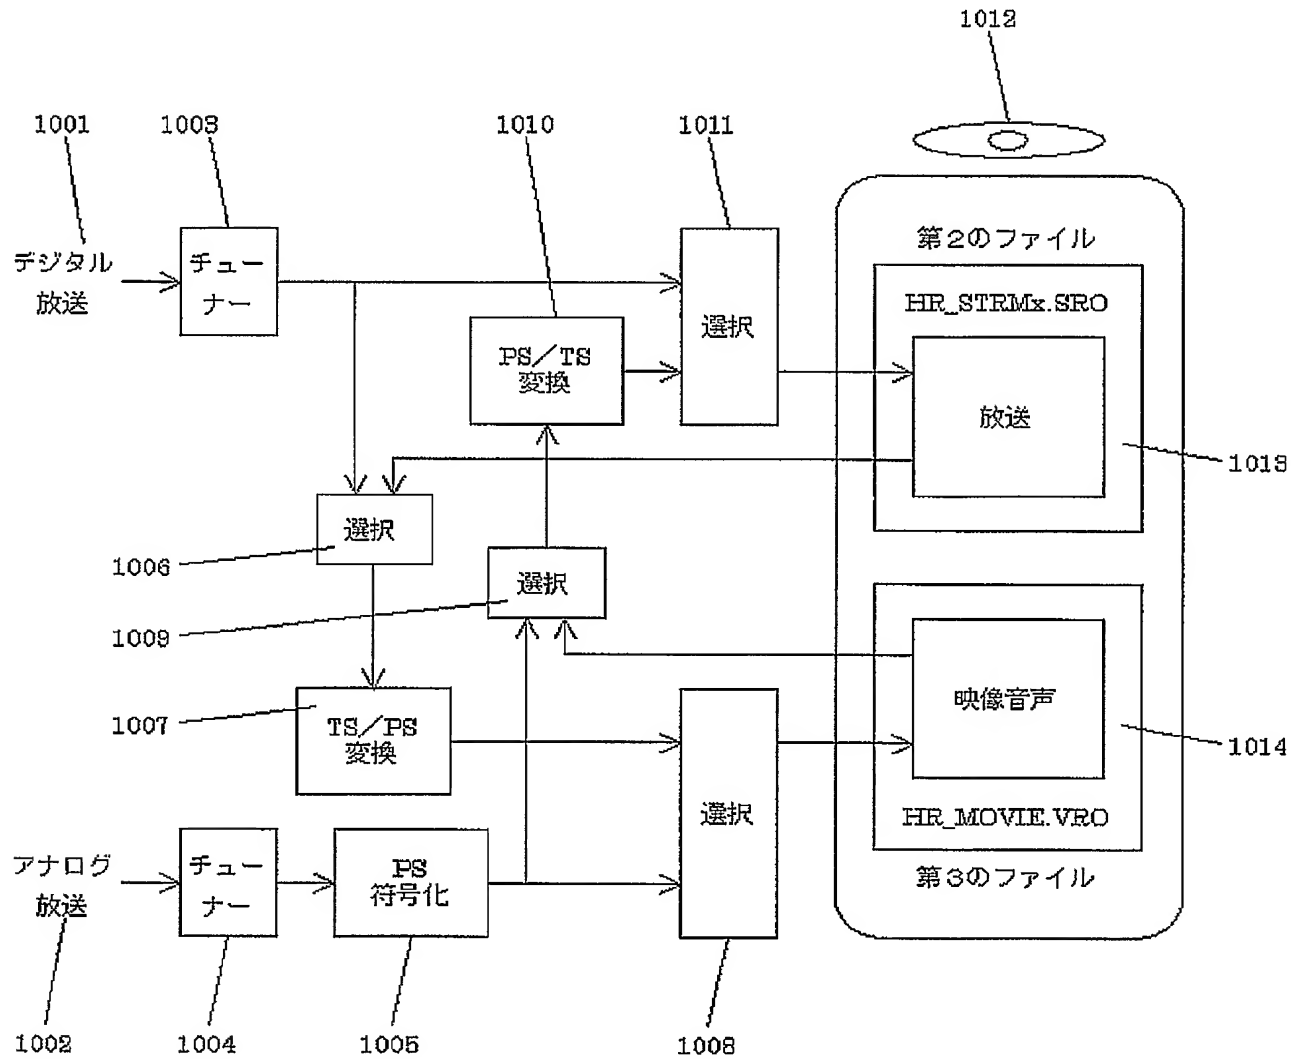 1012
1001
1003
1010
1011
デジタル
放送
チュー
ナー
PS／TS
変換
選択
第2のファイル
HR_STRMx.SRO
放送
1013
選択
1006
選択
1009
1007
TS／PS
変換
選択
映像音声
1014
HR_MOVIE.VRO
第3のファイル
アナログ
放送
チュー
ナー
PS
符号化
1002
1004
1005
1008